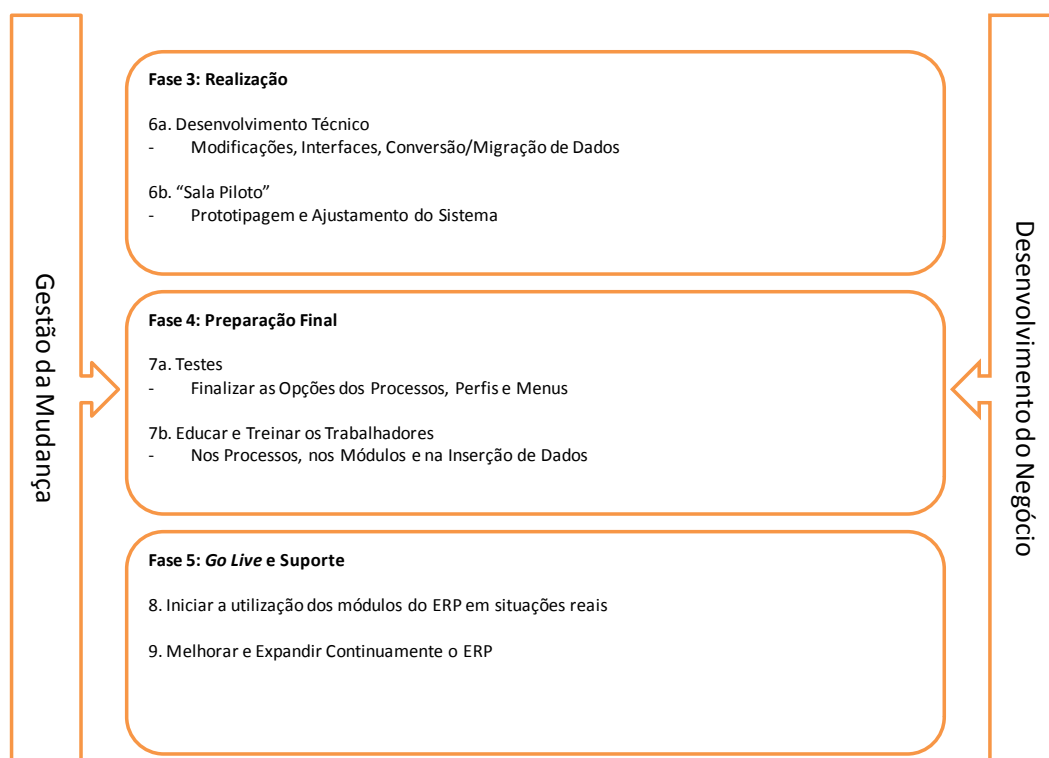 Gestão da Mudança
Fase 3: Realização
6a. Desenvolvimento Técnico
- Modificações, Interfaces, Conversão/Migração de Dados
6b. “Sala Piloto”
- Prototipagem e Ajustamento do Sistema
Fase 4: Preparação Final
7a. Testes
- Finalizar as Opções dos Processos, Perfis e Menus
7b. Educar e Treinar os Trabalhadores
- Nos Processos, nos Módulos e na Inserção de Dados
Fase 5: Go Live e Suporte
8. Iniciar a utilização dos módulos do ERP em situações reais
9. Melhorar e Expandir Continuamente o ERP
Desenvolvimento do Negócio